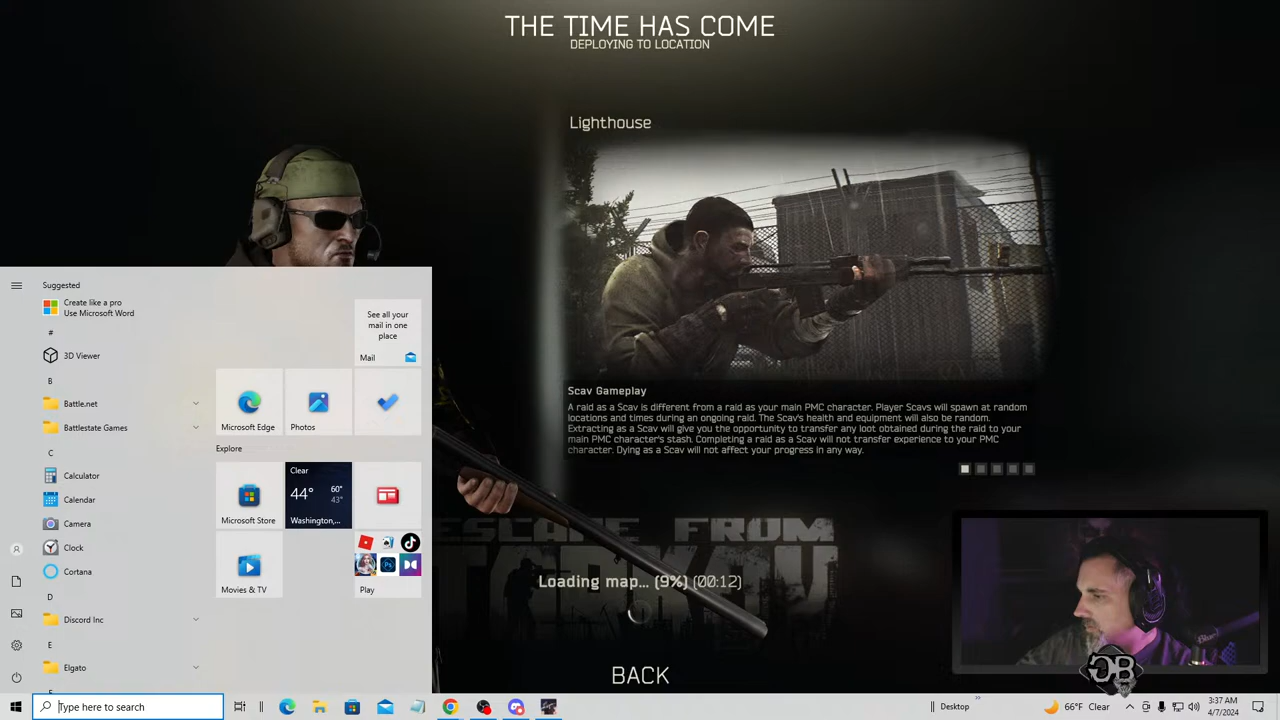 THE TIME HAS COME
DEPLOYING TO LOCATION
Lighthouse
Scav Gameplay
A raid as a Scav is different from a raid as your main PMC character. Player Scavs will spawn at random
locations and times during an ongoing raid. The Scav's health and equipment will also be random.
Extracting as a Scav will give you the opportunity to transfer any loot obtained during the raid to your
main PMC character's stash. Completing a raid as a Scav will not transfer experience to your PMC
character. Dying as a Scav will not affect your progress in any way.
ESCAPE FROM
TARKOV
Loading map... (9%) (00:12)
BACK
Suggested
Create like a pro
Use Microsoft Word
#
3D Viewer
B
Battle.net
Battlestate Games
C
Calculator
Calendar
Camera
Clock
Cortana
D
Discord Inc
E
Elgato
See all your
mail in one
place
Mail
Microsoft Edge
Photos
Explore
Microsoft Store
Clear
44°
60°
43°
Washington,...
Movies & TV
Play
Type here to search
Desktop
66°F Clear
3:37 AM
4/7/2024